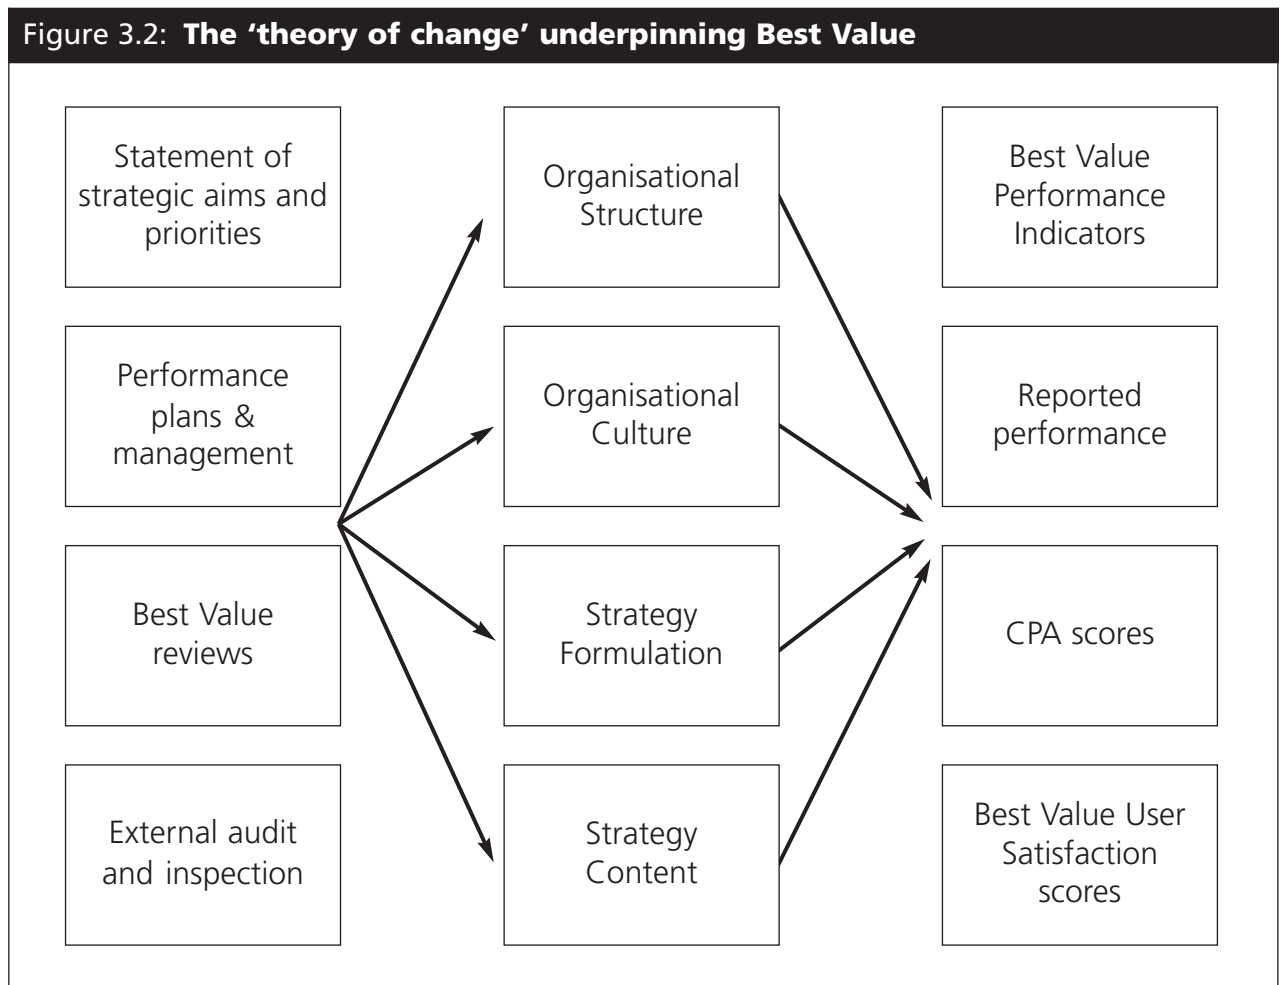 Figure 3.2: The ‘theory of change’ underpinning Best Value
Statement of
strategic aims and
priorities
Organisational
Structure
Best Value
Performance
Indicators
Performance
plans &
management
Organisational
Culture
Reported
performance
Best Value
reviews
Strategy
Formulation
CPA scores
External audit
and inspection
Strategy
Content
Best Value User
Satisfaction
scores